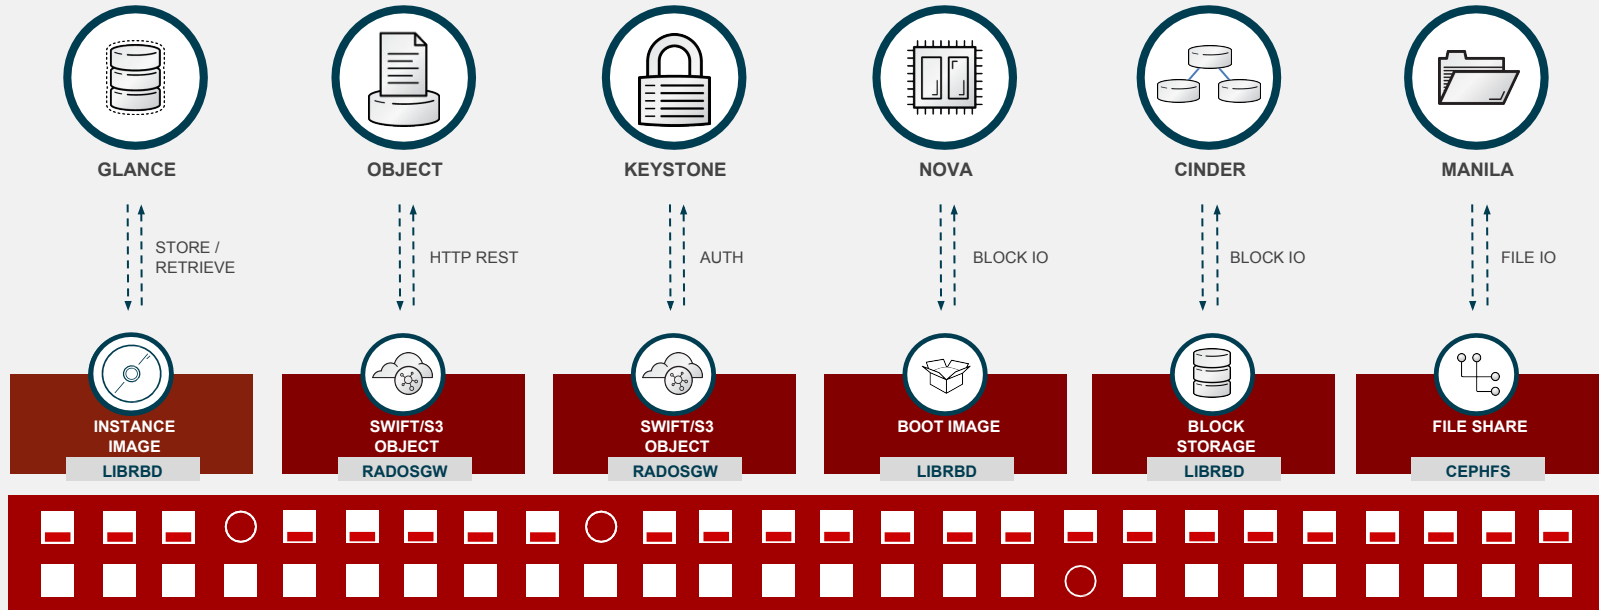 GLANCE
OBJECT
KEYSTONE
NOVA
CINDER
MANILA
STORE /
RETRIEVE
HTTP REST
AUTH
BLOCK IO
BLOCK IO
FILE IO
INSTANCE
IMAGE
LIBRBD
SWIFT/S3
OBJECT
RADOSGW
SWIFT/S3
OBJECT
RADOSGW
BOOT IMAGE
LIBRBD
BLOCK
STORAGE
LIBRBD
FILE SHARE
CEPHFS